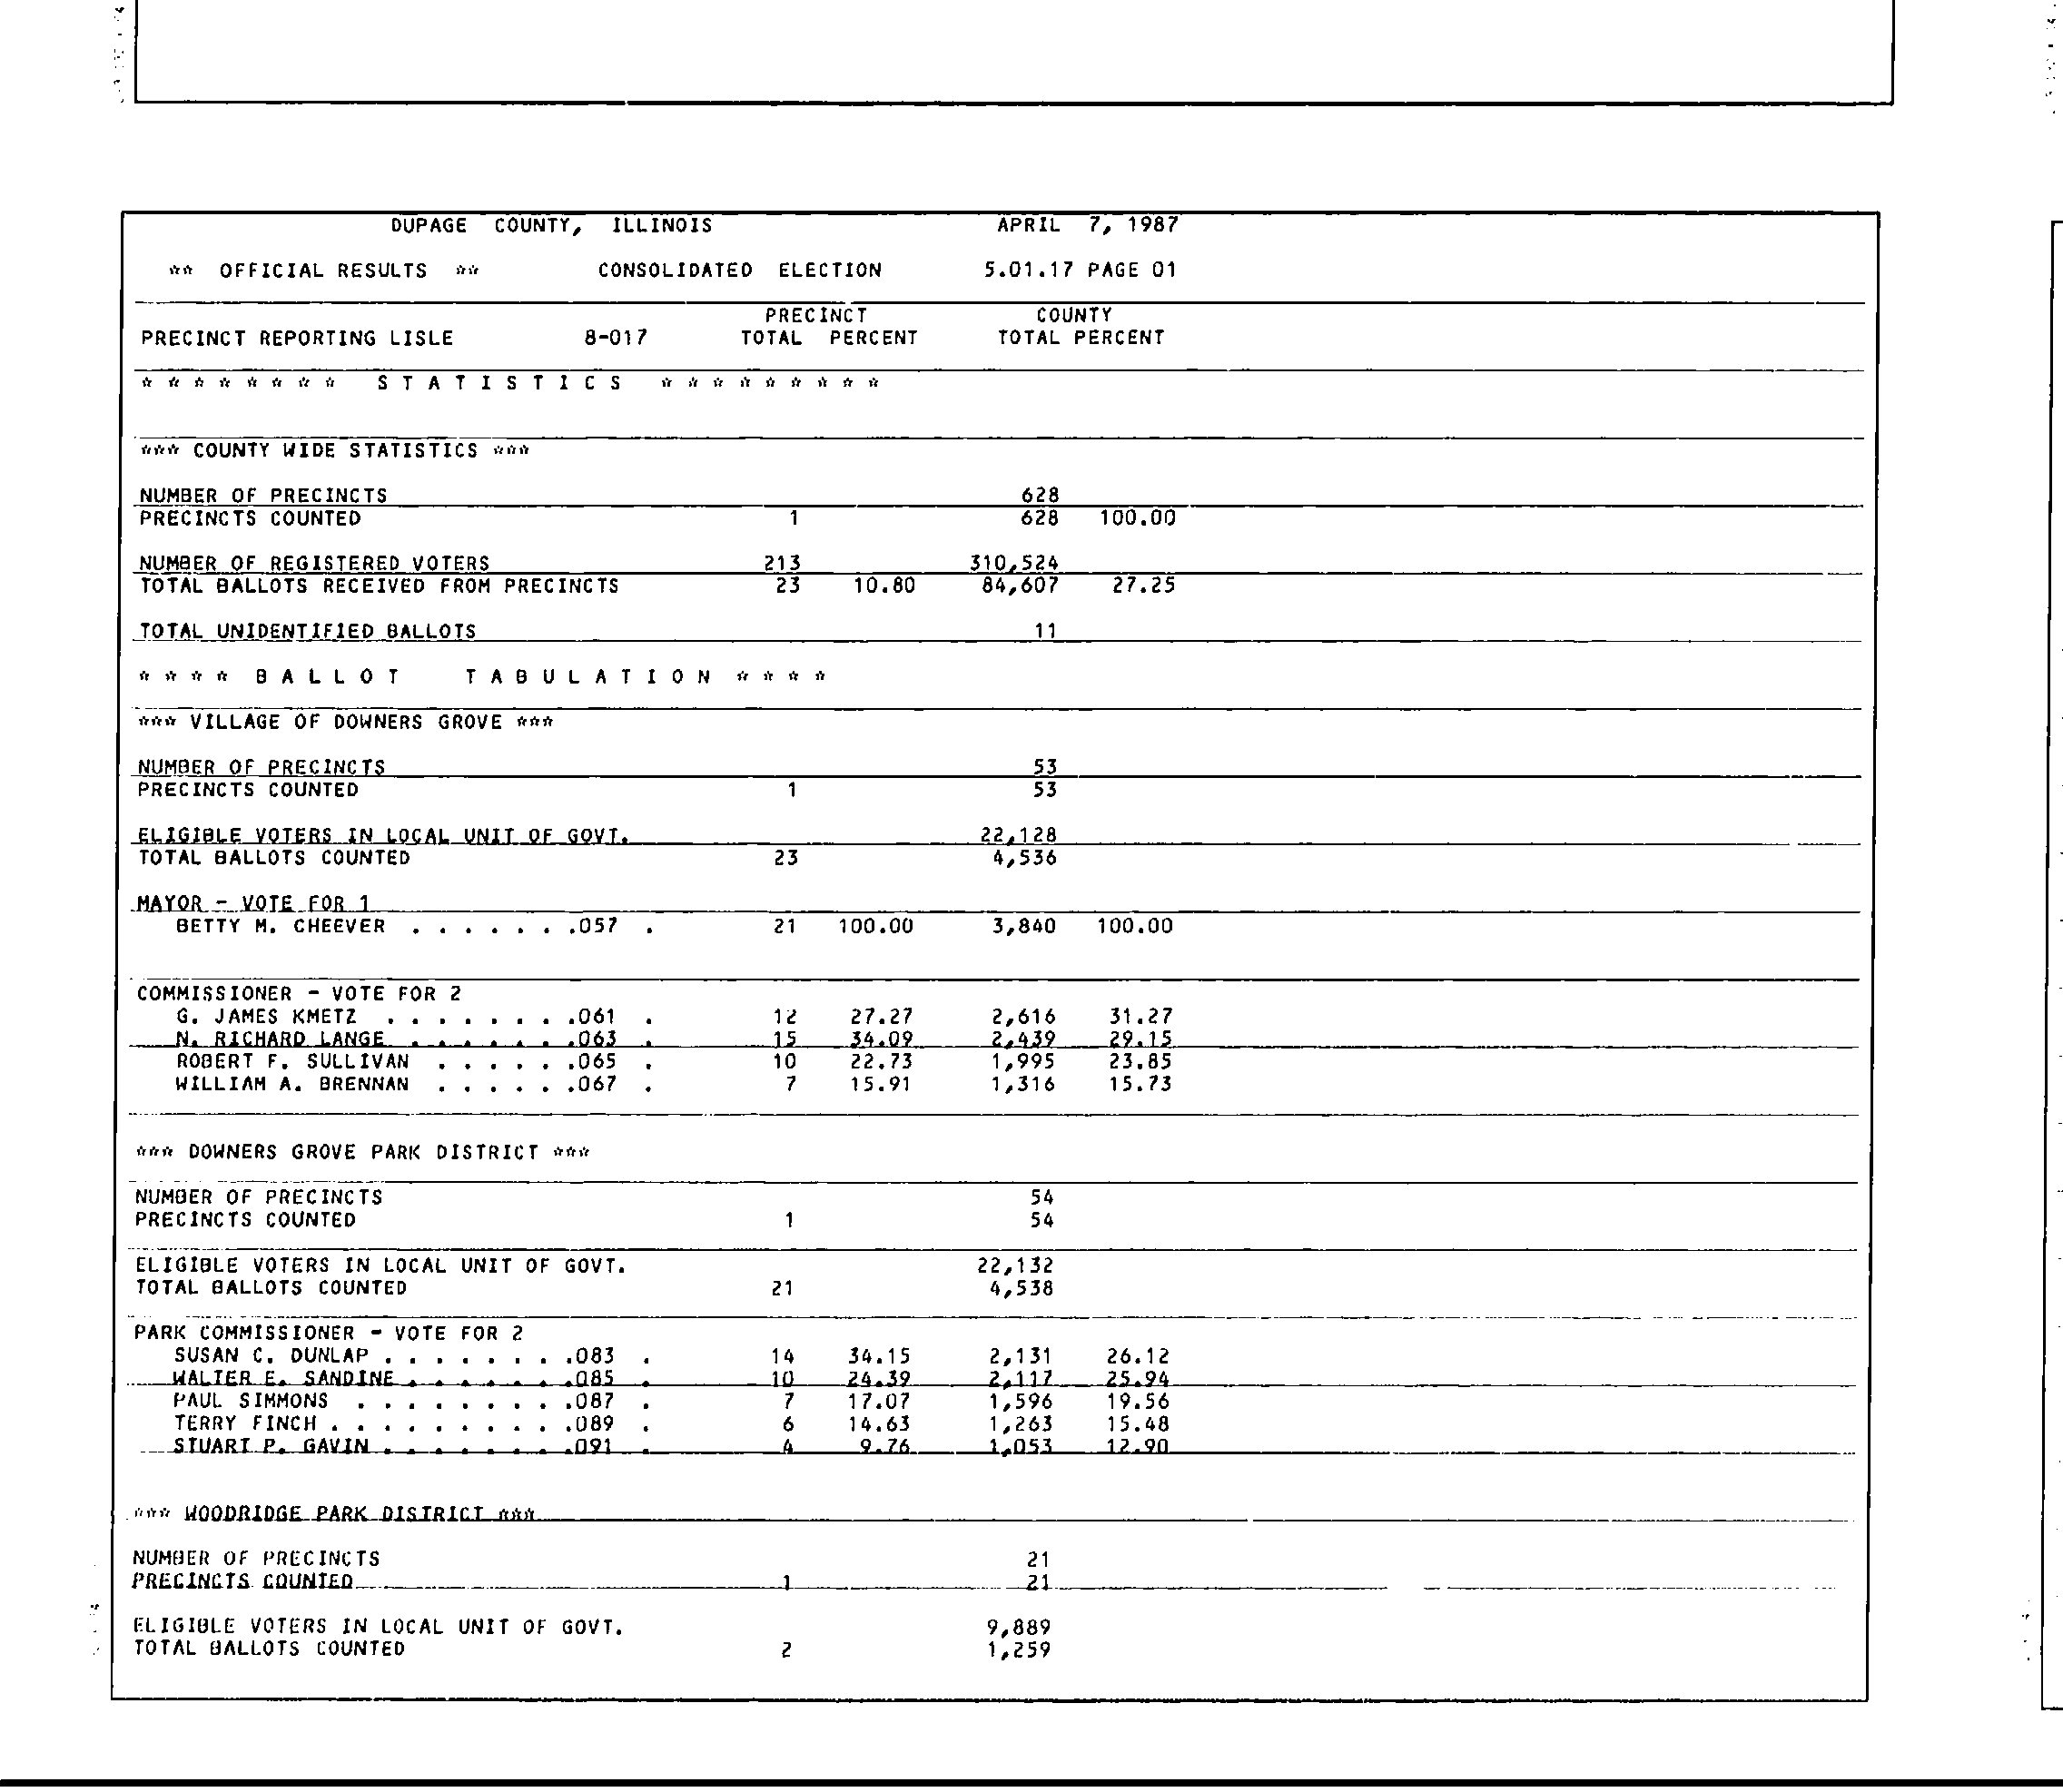 DUPAGE COUNTY, ILLINOIS APRIL 7, 1987
** OFFICIAL RESULTS ** CONSOLIDATED ELECTION 5.01.17 PAGE 01
PRECINCT COUNTY
PRECINCT REPORTING LISLE 8-017 TOTAL PERCENT TOTAL PERCENT
* * * * * * * * S T A T I S T I C S * * * * * * * * *
*** COUNTY WIDE STATISTICS ***
NUMBER OF PRECINCTS 628
PRECINCTS COUNTED 1 628 100.00
NUMBER OF REGISTERED VOTERS 213 310,524
TOTAL BALLOTS RECEIVED FROM PRECINCTS 23 10.80 84,607 27.25
TOTAL UNIDENTIFIED BALLOTS 11
* * * * B A L L O T T A B U L A T I O N * * * *
*** VILLAGE OF DOWNERS GROVE ***
NUMBER OF PRECINCTS 53
PRECINCTS COUNTED 1 53
ELIGIBLE VOTERS IN LOCAL UNIT OF GOVT. 22,128
TOTAL BALLOTS COUNTED 23 4,536
MAYOR - VOTE FOR 1
BETTY M. CHEEVER . . . . . . .057 . 21 100.00 3,840 100.00
COMMISSIONER - VOTE FOR 2
G. JAMES KMETZ . . . . . . . .061 . 12 27.27 2,616 31.27
N. RICHARD LANGE . . . . . . .063 . 15 34.09 2,439 29.15
ROBERT F. SULLIVAN . . . . . .065 . 10 22.73 1,995 23.85
WILLIAM A. BRENNAN . . . . . .067 . 7 15.91 1,316 15.73
*** DOWNERS GROVE PARK DISTRICT ***
NUMBER OF PRECINCTS 54
PRECINCTS COUNTED 1 54
ELIGIBLE VOTERS IN LOCAL UNIT OF GOVT. 22,132
TOTAL BALLOTS COUNTED 21 4,538
PARK COMMISSIONER - VOTE FOR 2
SUSAN C. DUNLAP . . . . . . . .083 . 14 34.15 2,131 26.12
WALTER E. SANDINE . . . . . . .085 . 10 24.39 2,117 25.94
PAUL SIMMONS . . . . . . . . .087 . 7 17.07 1,596 19.56
TERRY FINCH . . . . . . . . . .089 . 6 14.63 1,263 15.48
STUART P. GAVIN . . . . . . . .091 . 4 9.76 1,053 12.90
*** WOODRIDGE PARK DISTRICT ***
NUMBER OF PRECINCTS 21
PRECINCTS COUNTED 1 21
ELIGIBLE VOTERS IN LOCAL UNIT OF GOVT. 9,889
TOTAL BALLOTS COUNTED 2 1,259